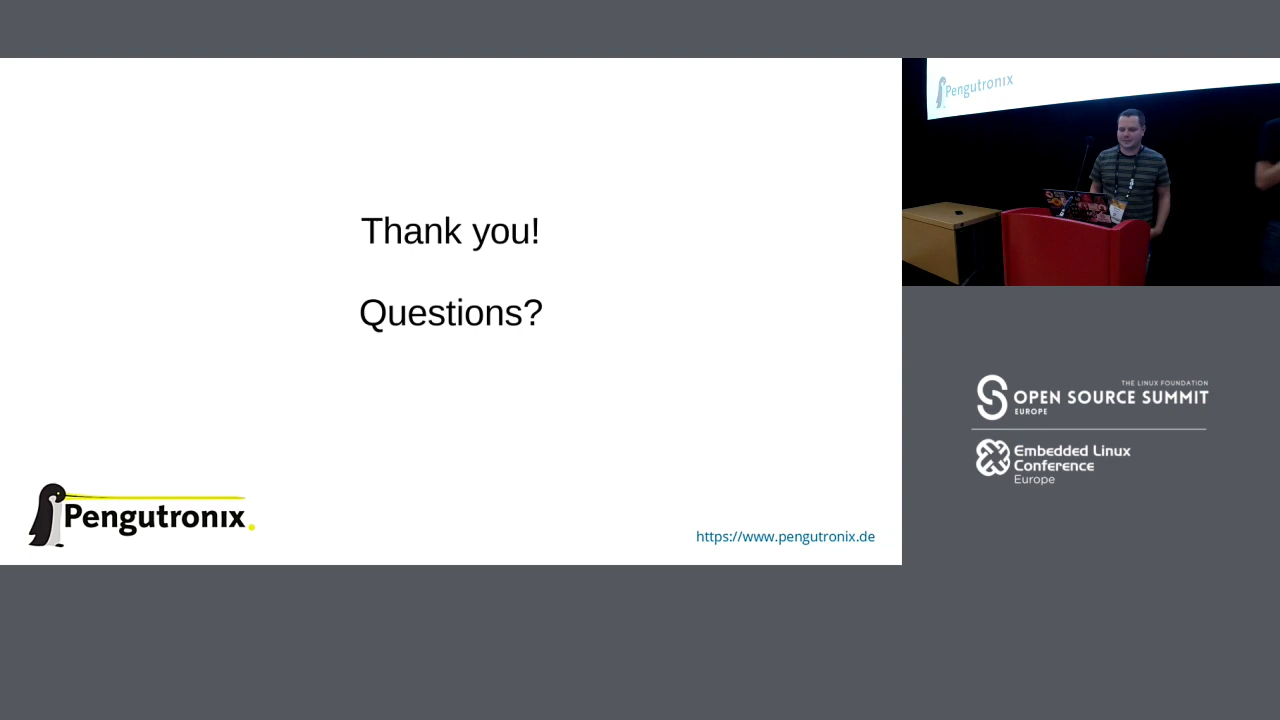 Thank you!
Questions?
Pengutronix
https://www.pengutronix.de
Pengutronix
THE LINUX FOUNDATION
OPEN SOURCE SUMMIT
EUROPE
Embedded Linux
Conference
Europe